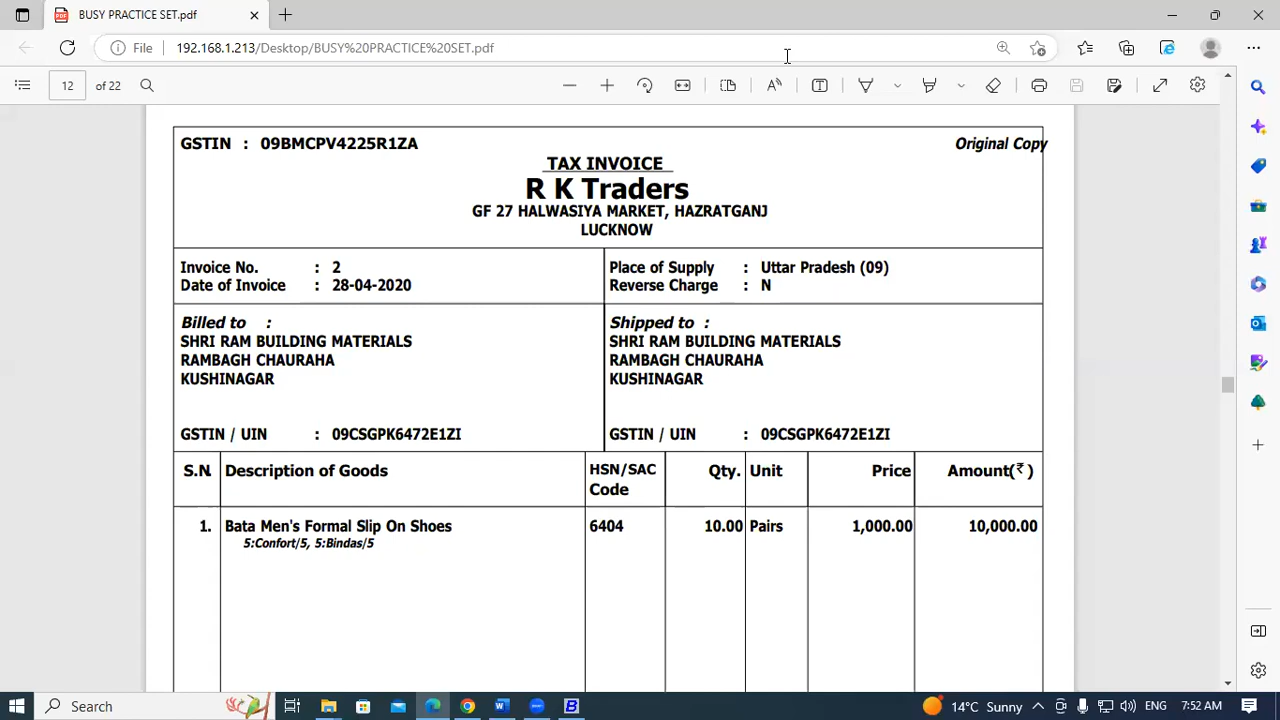 BUSY PRACTICE SET.pdf
File 192.168.1.213/Desktop/BUSY%20PRACTICE%20SET.pdf
12 of 22
GSTIN : 09BMCPV4225R1ZA Original Copy
TAX INVOICE
R K Traders
GF 27 HALWASIYA MARKET, HAZRATGANJ
LUCKNOW
Invoice No. : 2 Place of Supply : Uttar Pradesh (09)
Date of Invoice : 28-04-2020 Reverse Charge : N
Billed to : Shipped to :
SHRI RAM BUILDING MATERIALS SHRI RAM BUILDING MATERIALS
RAMBAGH CHAURAHA RAMBAGH CHAURAHA
KUSHINAGAR KUSHINAGAR
GSTIN / UIN : 09CSGPK6472E1ZI GSTIN / UIN : 09CSGPK6472E1ZI
S.N Description of Goods HSN/SAC Code Qty. Unit Price Amount(₹)
1. Bata Men's Formal Slip On Shoes 6404 10.00 Pairs 1,000.00 10,000.00
5:Confort/5, 5:Bindas/5
Search 14°C Sunny ENG 7:52 AM